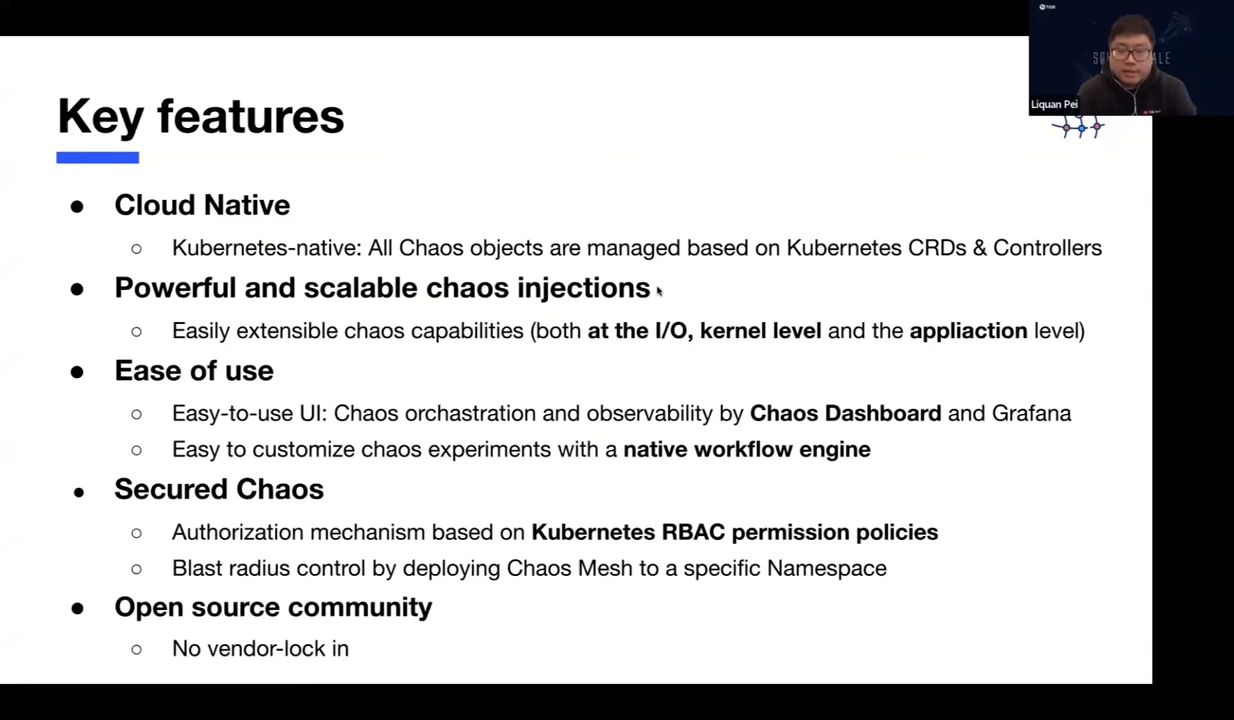 Liquan Pei
Key features
● Cloud Native
○ Kubernetes-native: All Chaos objects are managed based on Kubernetes CRDs & Controllers
● Powerful and scalable chaos injections
○ Easily extensible chaos capabilities (both at the I/O, kernel level and the appliaction level)
● Ease of use
○ Easy-to-use UI: Chaos orchastration and observability by Chaos Dashboard and Grafana
○ Easy to customize chaos experiments with a native workflow engine
● Secured Chaos
○ Authorization mechanism based on Kubernetes RBAC permission policies
○ Blast radius control by deploying Chaos Mesh to a specific Namespace
● Open source community
○ No vendor-lock in